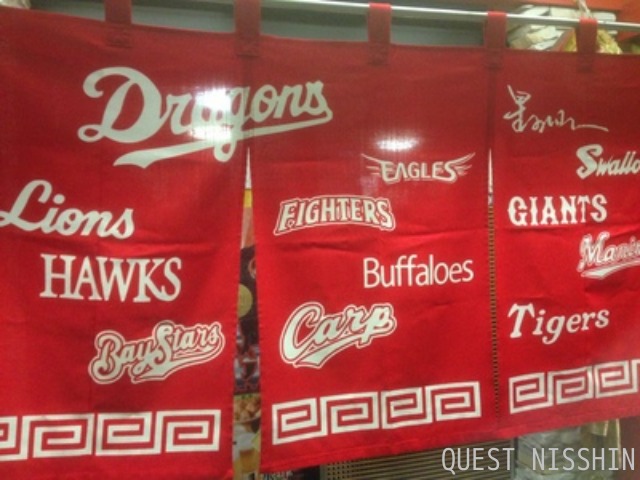 Dragons
EAGLES
Lions
FIGHTERS
GIANTS
HAWKS
Buffaloes
BayStars
Carp
Tigers
QUEST NISSHIN